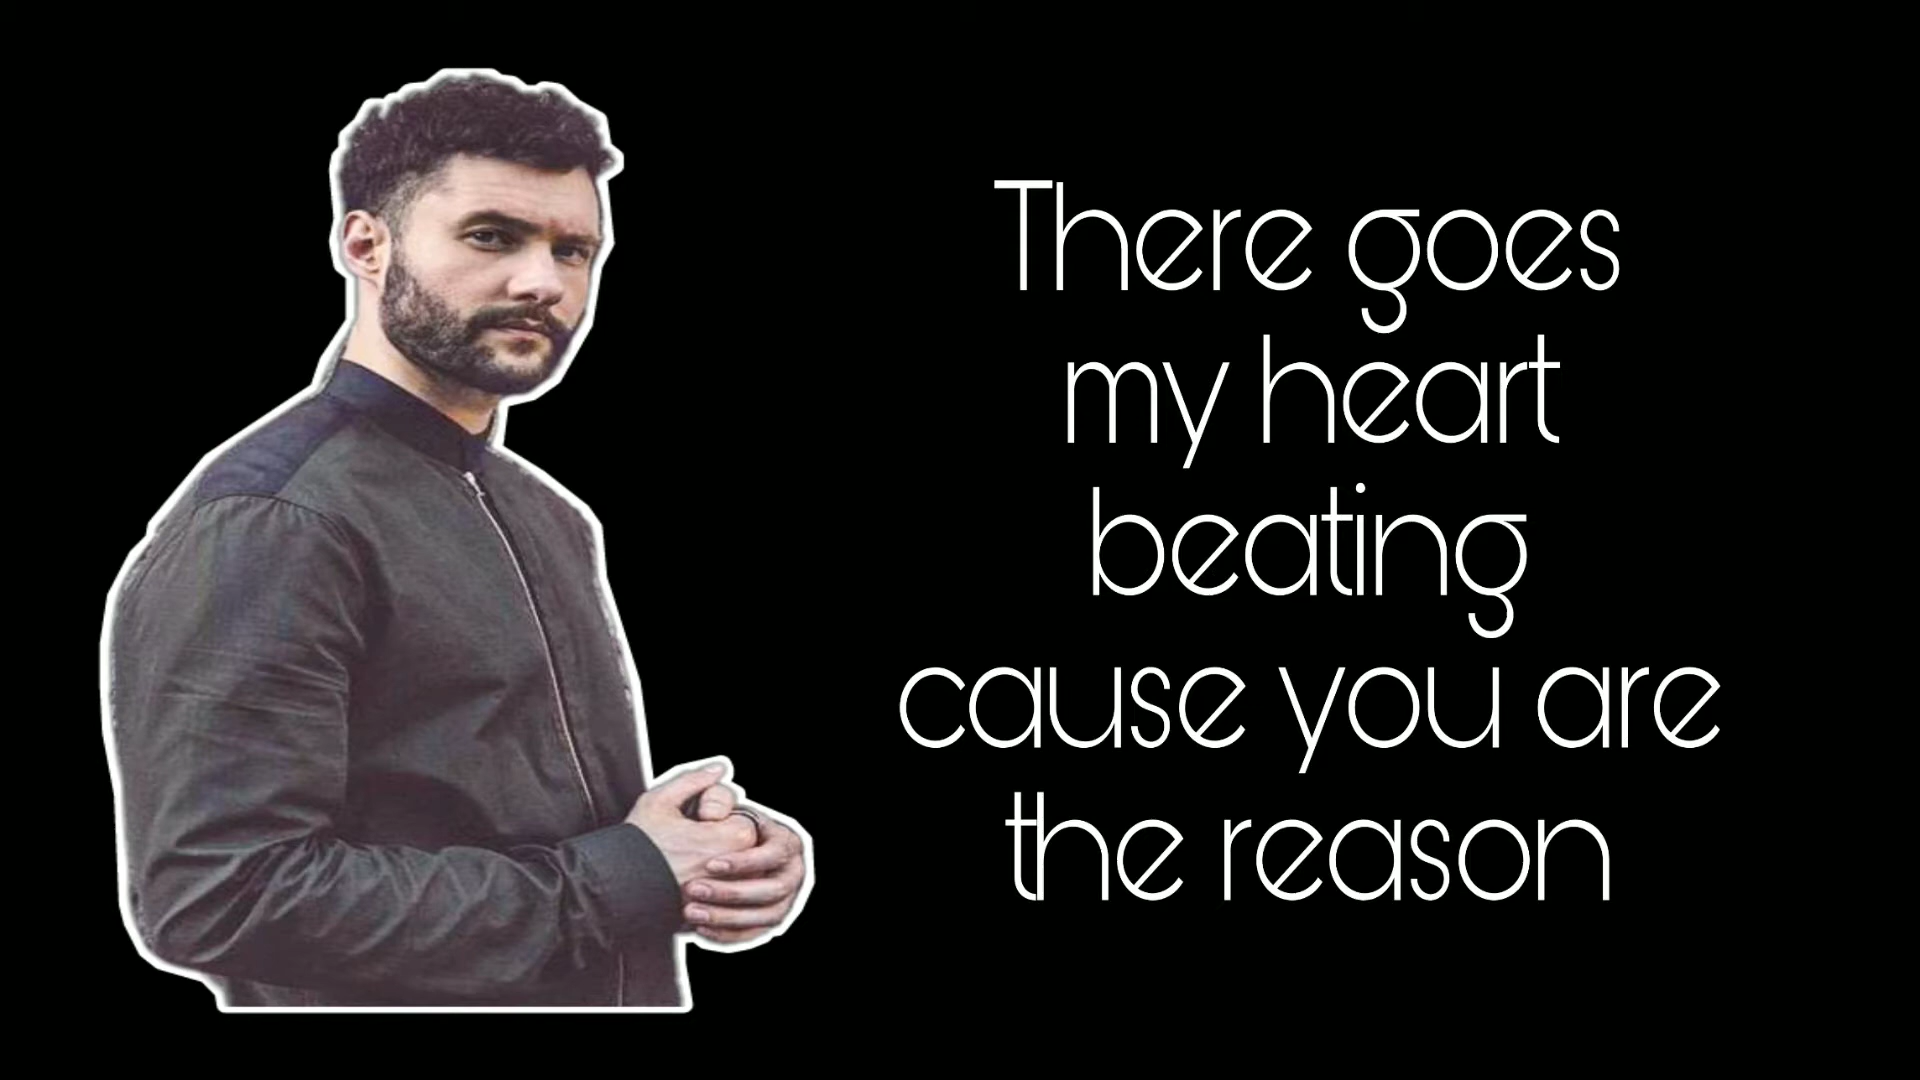 There goes
my heart
beating
cause you are
the reason